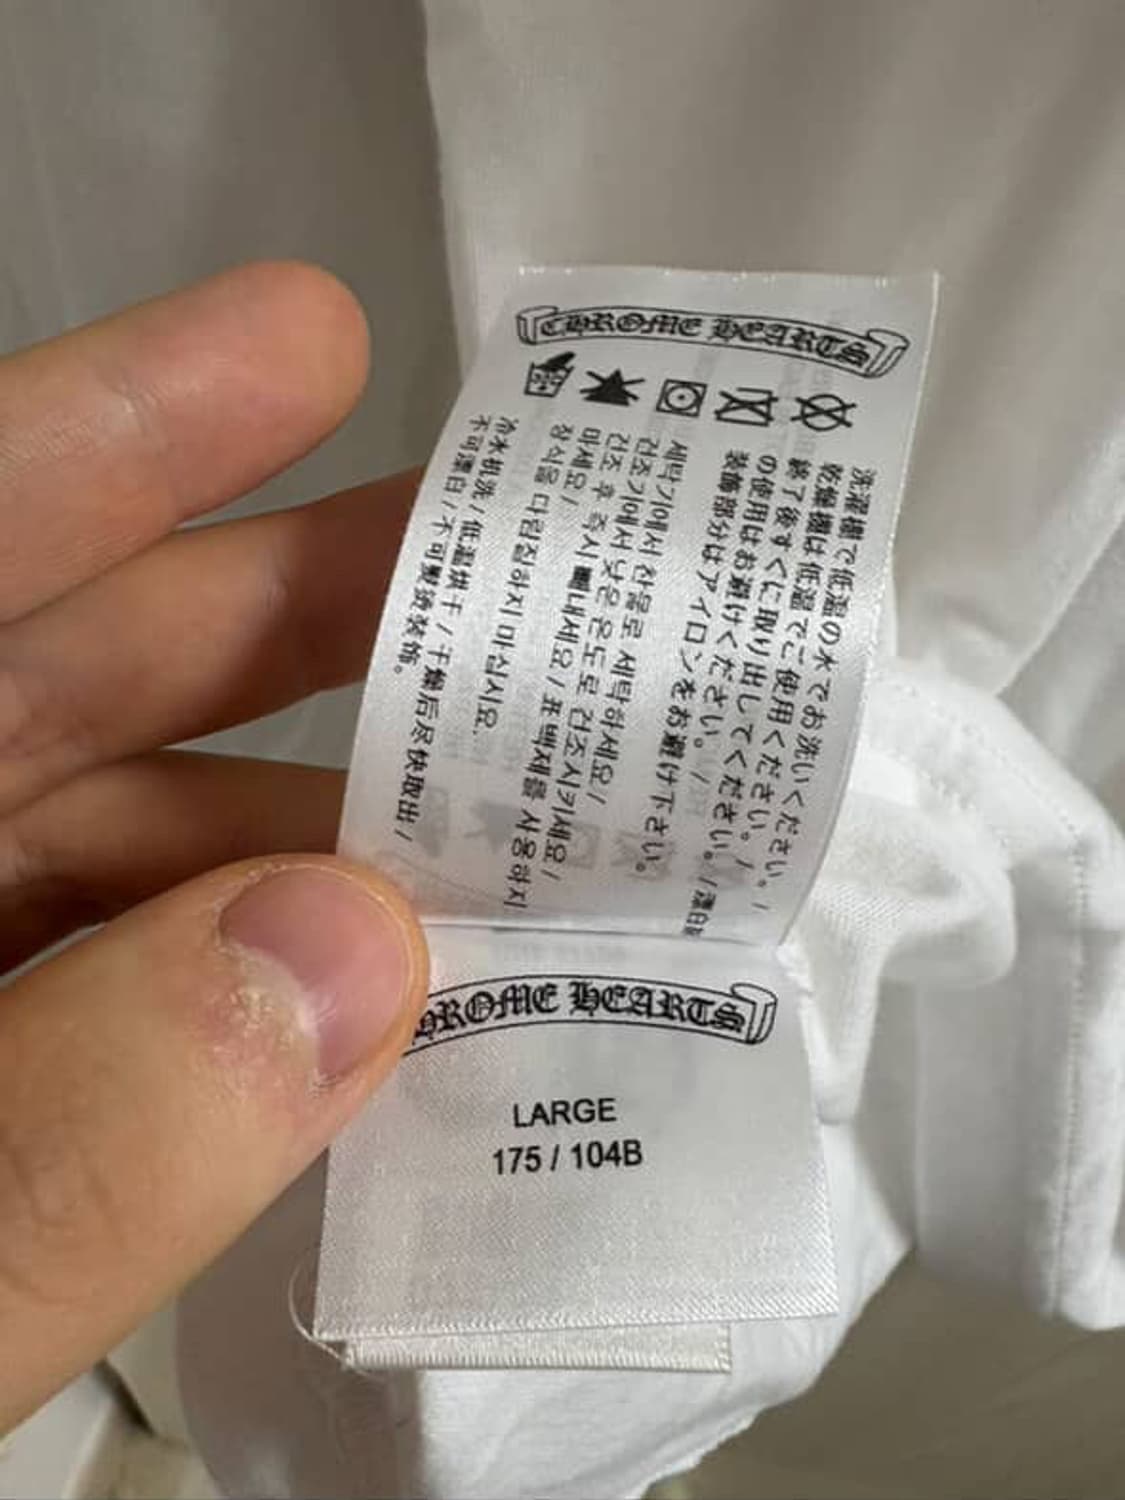 CHROME HEARTS
洗濯機で低温の水でお洗いください。/
乾燥機は低温でご使用ください。/
終了後すぐに取り出してください。/漂白剤
の使用はお避けください。/
装飾部分はアイロンをお避け下さい。
세탁기에서 찬물로 세탁하세요/
건조기에서 낮은 온도로 건조시키세요/
건조 후 즉시 빼내세요/표백제를 사용하지
마세요/
장식을 다림질하지 마십시요.
冷水机洗/低温烘干/干燥后尽快取出/
不可漂白/不可熨烫装饰。
CHROME HEARTS
LARGE
175 / 104B